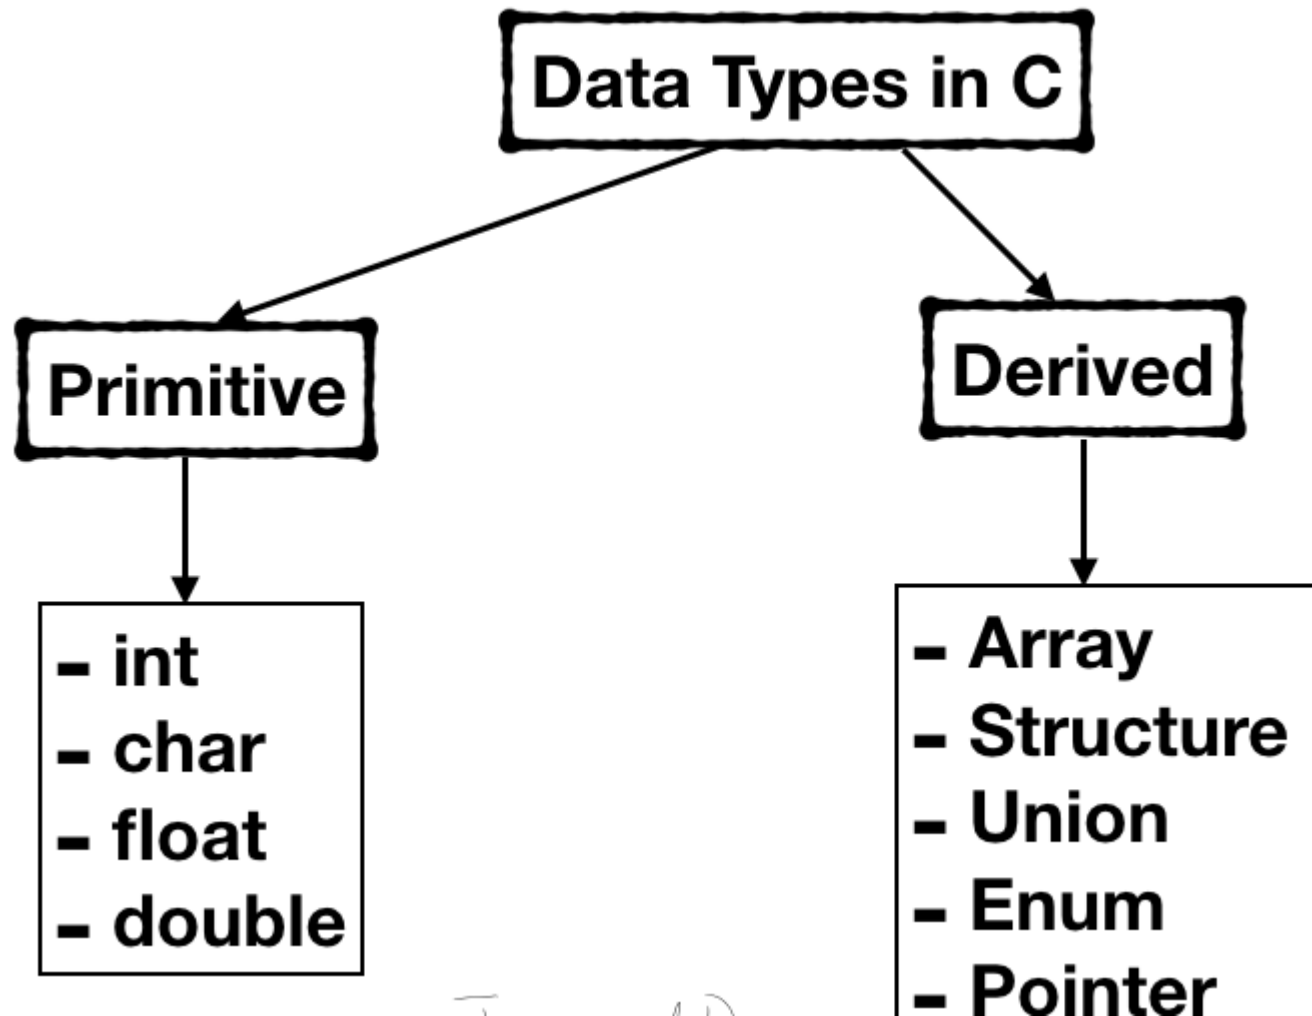 Data Types in C
Primitive
Derived
- int
- char
- float
- double
- Array
- Structure
- Union
- Enum
- Pointer